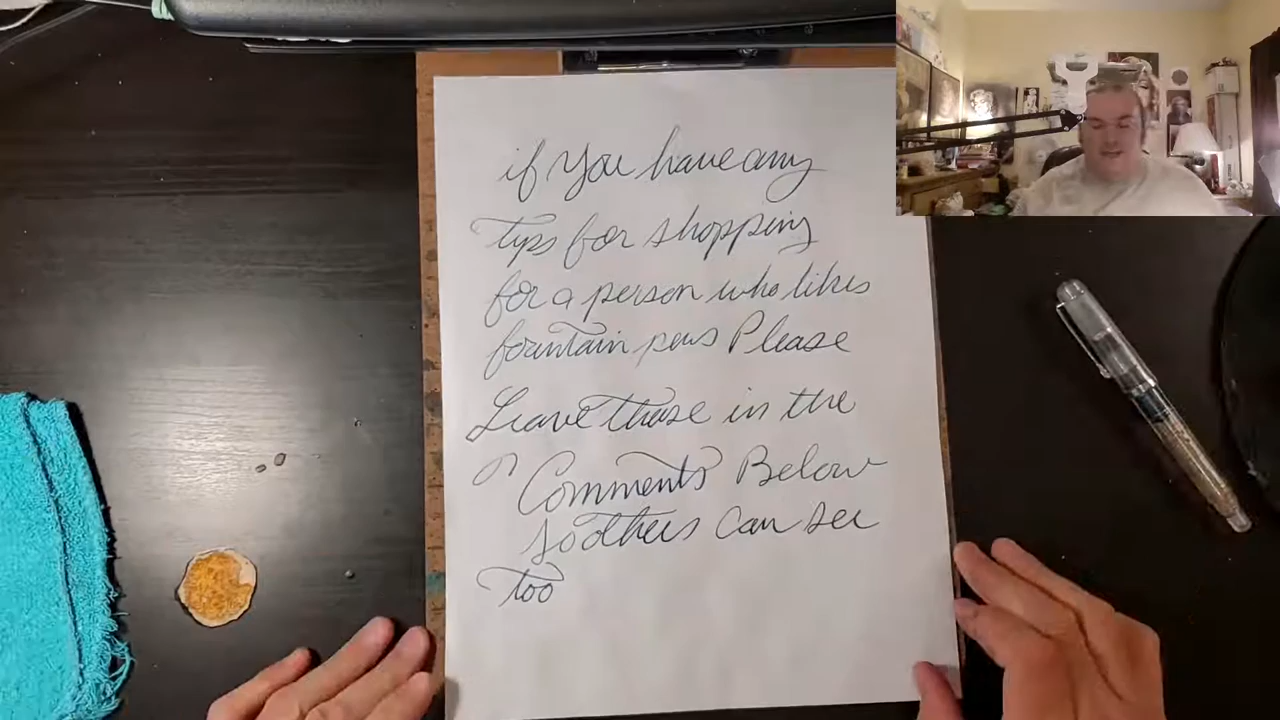 if You have any
tips for shopping
for a person who likes
fountain pens Please
Leave those in the
Comments Below
so others can see
too